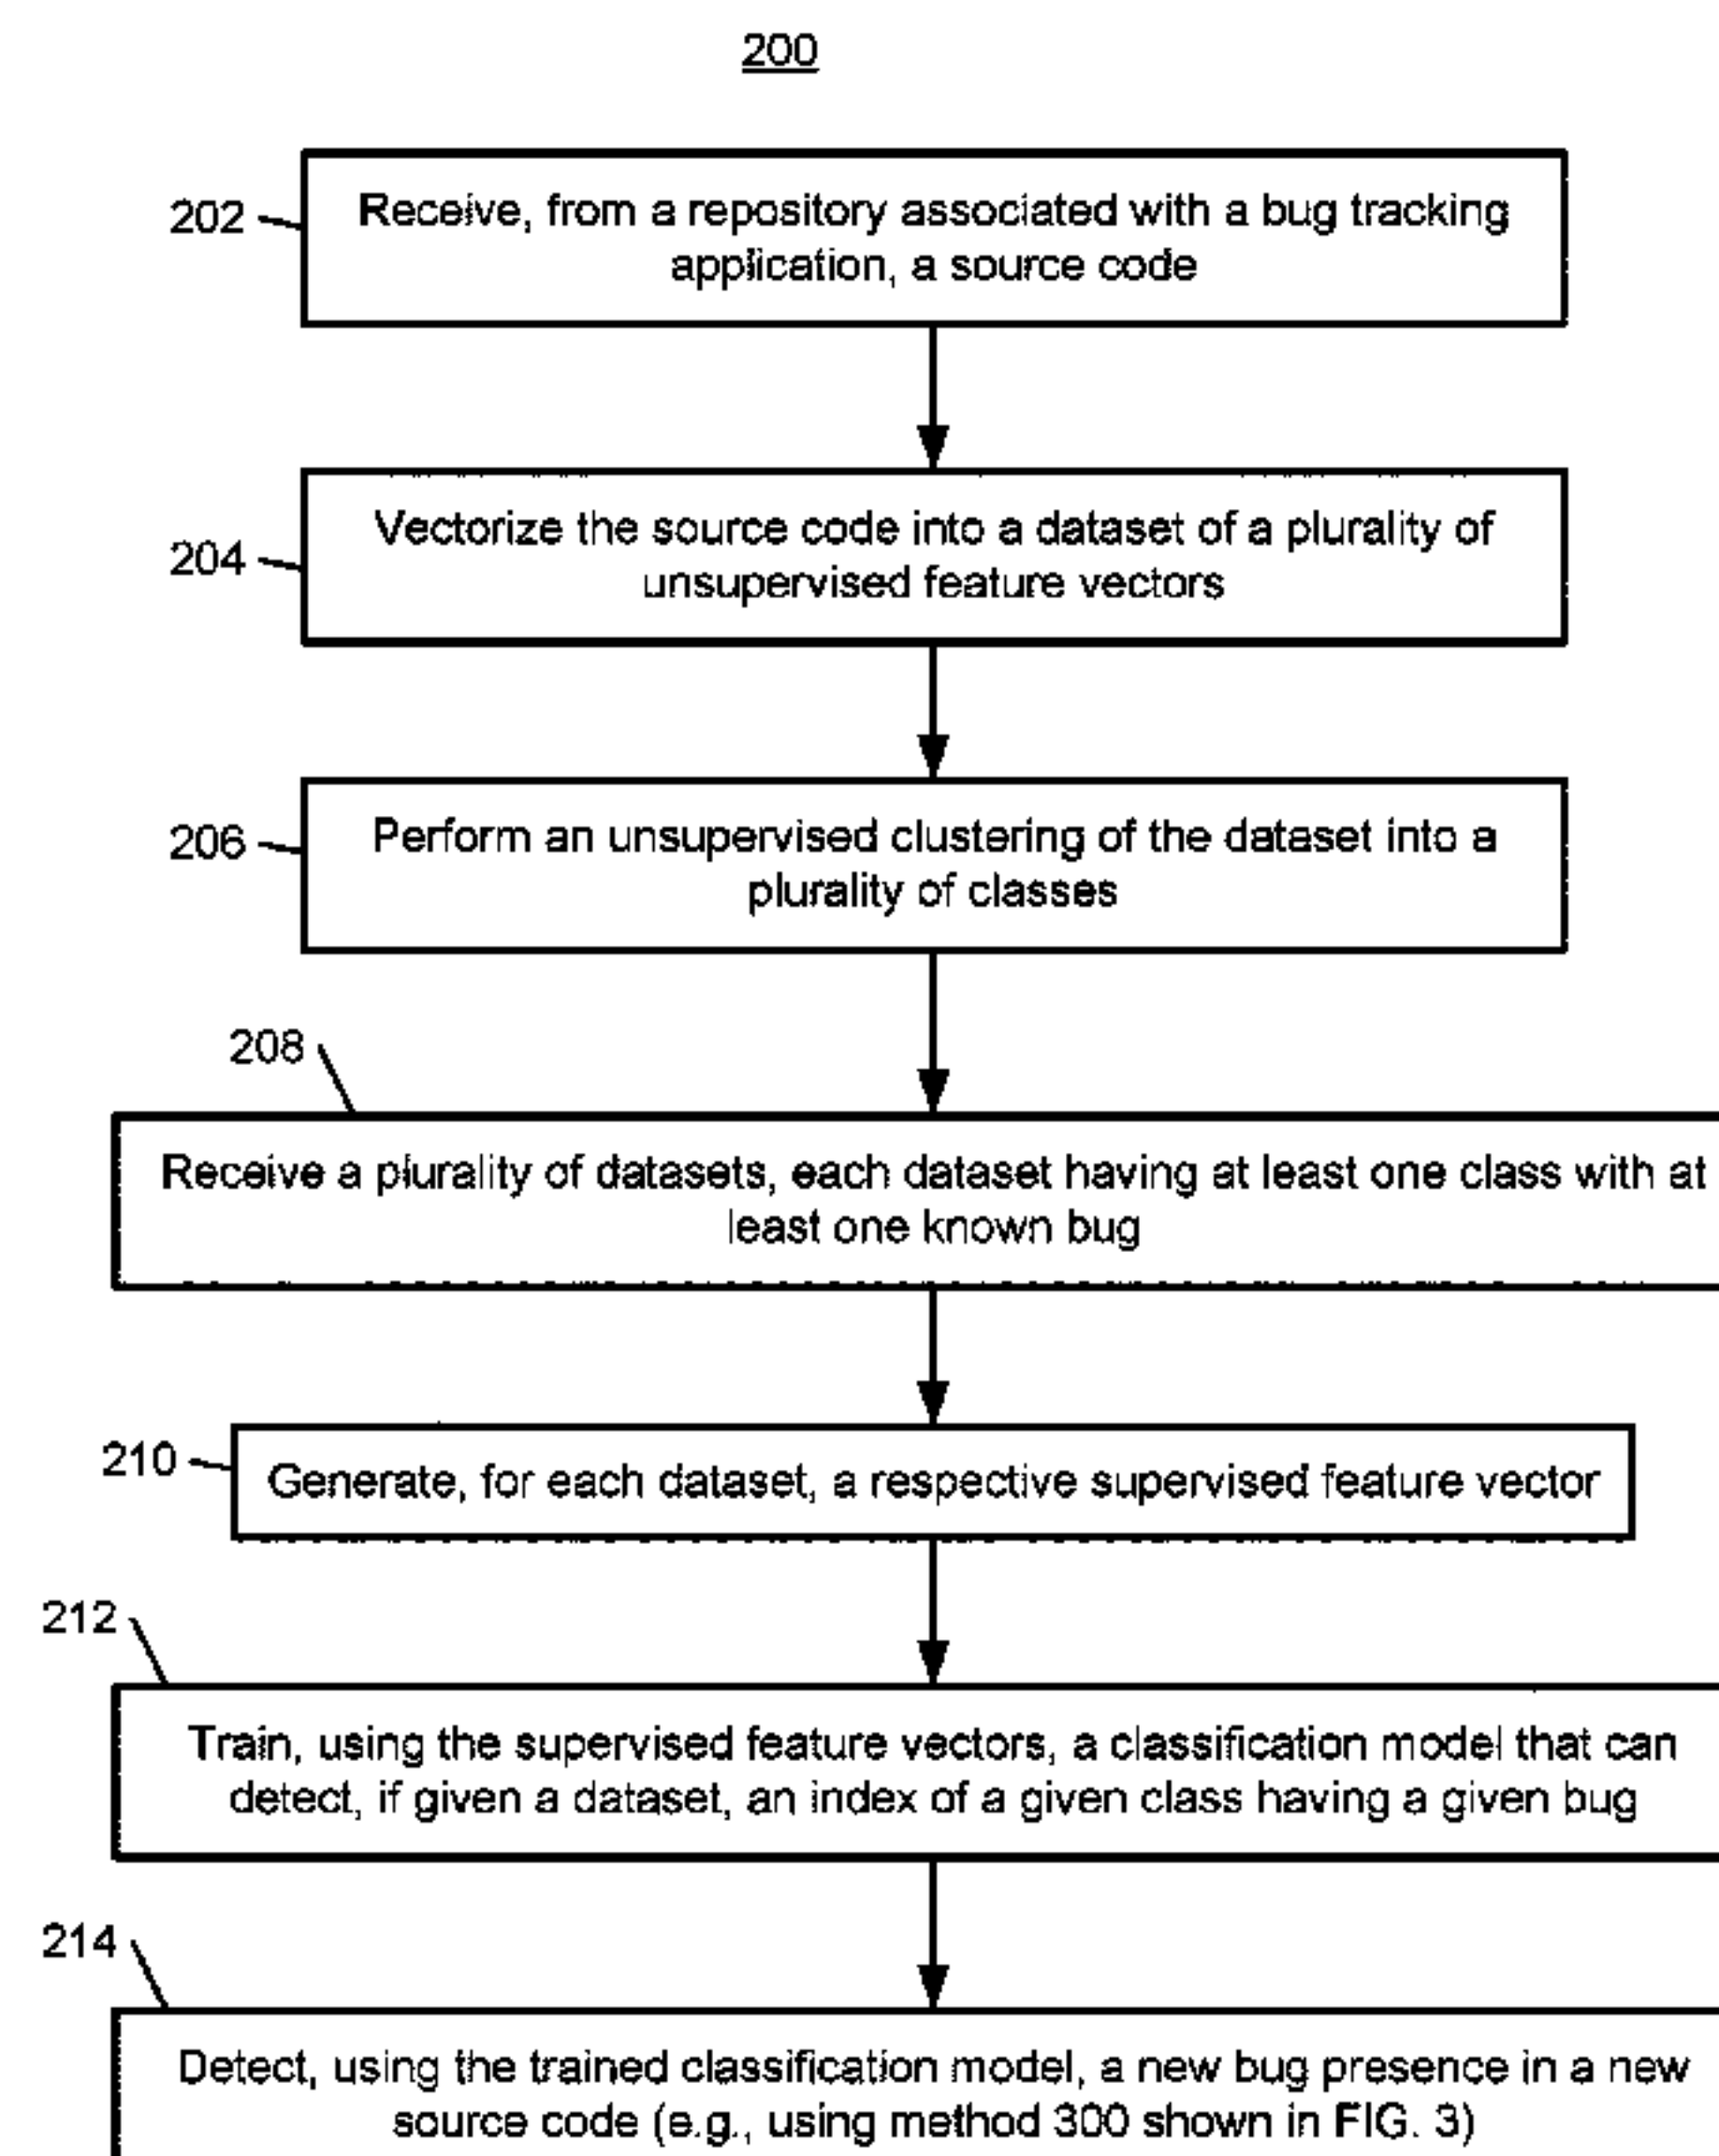 200
202
Receive, from a repository associated with a bug tracking
application, a source code
204
Vectorize the source code into a dataset of a plurality of
unsupervised feature vectors
206
Perform an unsupervised clustering of the dataset into a
plurality of classes
208
Receive a plurality of datasets, each dataset having at least one class with at
least one known bug
210
Generate, for each dataset, a respective supervised feature vector
212
Train, using the supervised feature vectors, a classification model that can
detect, if given a dataset, an index of a given class having a given bug
214
Detect, using the trained classification model, a new bug presence in a new
source code (e.g., using method 300 shown in FIG. 3)